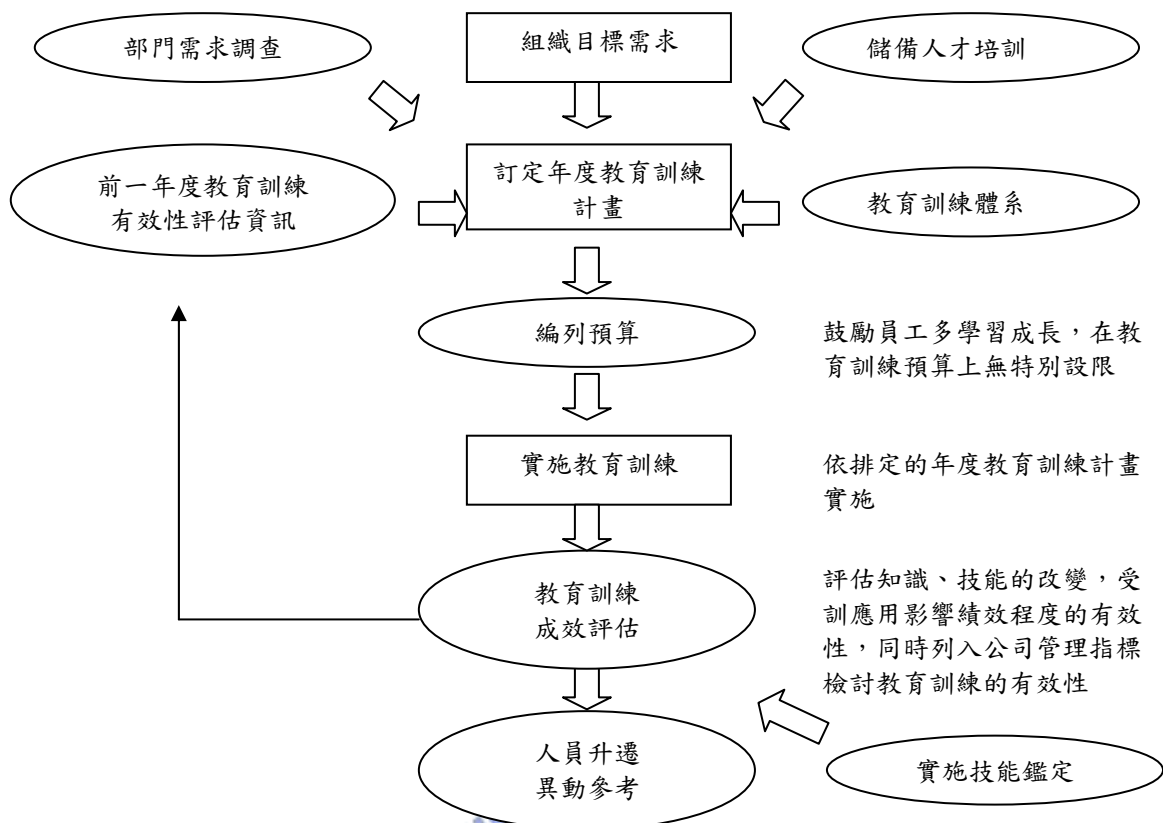 部門需求調查
組織目標需求
儲備人才培訓
前一年度教育訓練
有效性評估資訊
訂定年度教育訓練
計畫
教育訓練體系
編列預算
鼓勵員工多學習成長，在教
育訓練預算上無特別設限
實施教育訓練
依排定的年度教育訓練計畫
實施
教育訓練
成效評估
評估知識、技能的改變，受
訓應用影響績效程度的有效
性，同時列入公司管理指標
檢討教育訓練的有效性
人員升遷
異動參考
實施技能鑑定